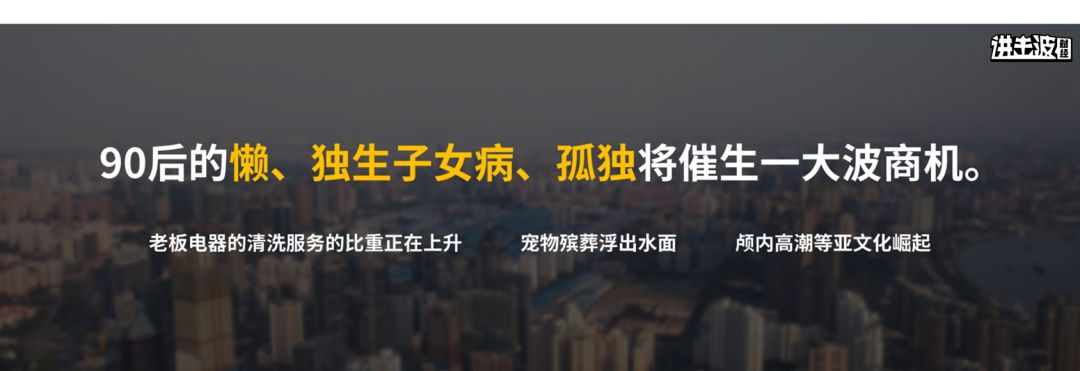 进击波财经
90后的懒、独生子女病、孤独将催生一大波商机。
老板电器的清洗服务的比重正在上升 宠物殡葬浮出水面 颅内高潮等亚文化崛起